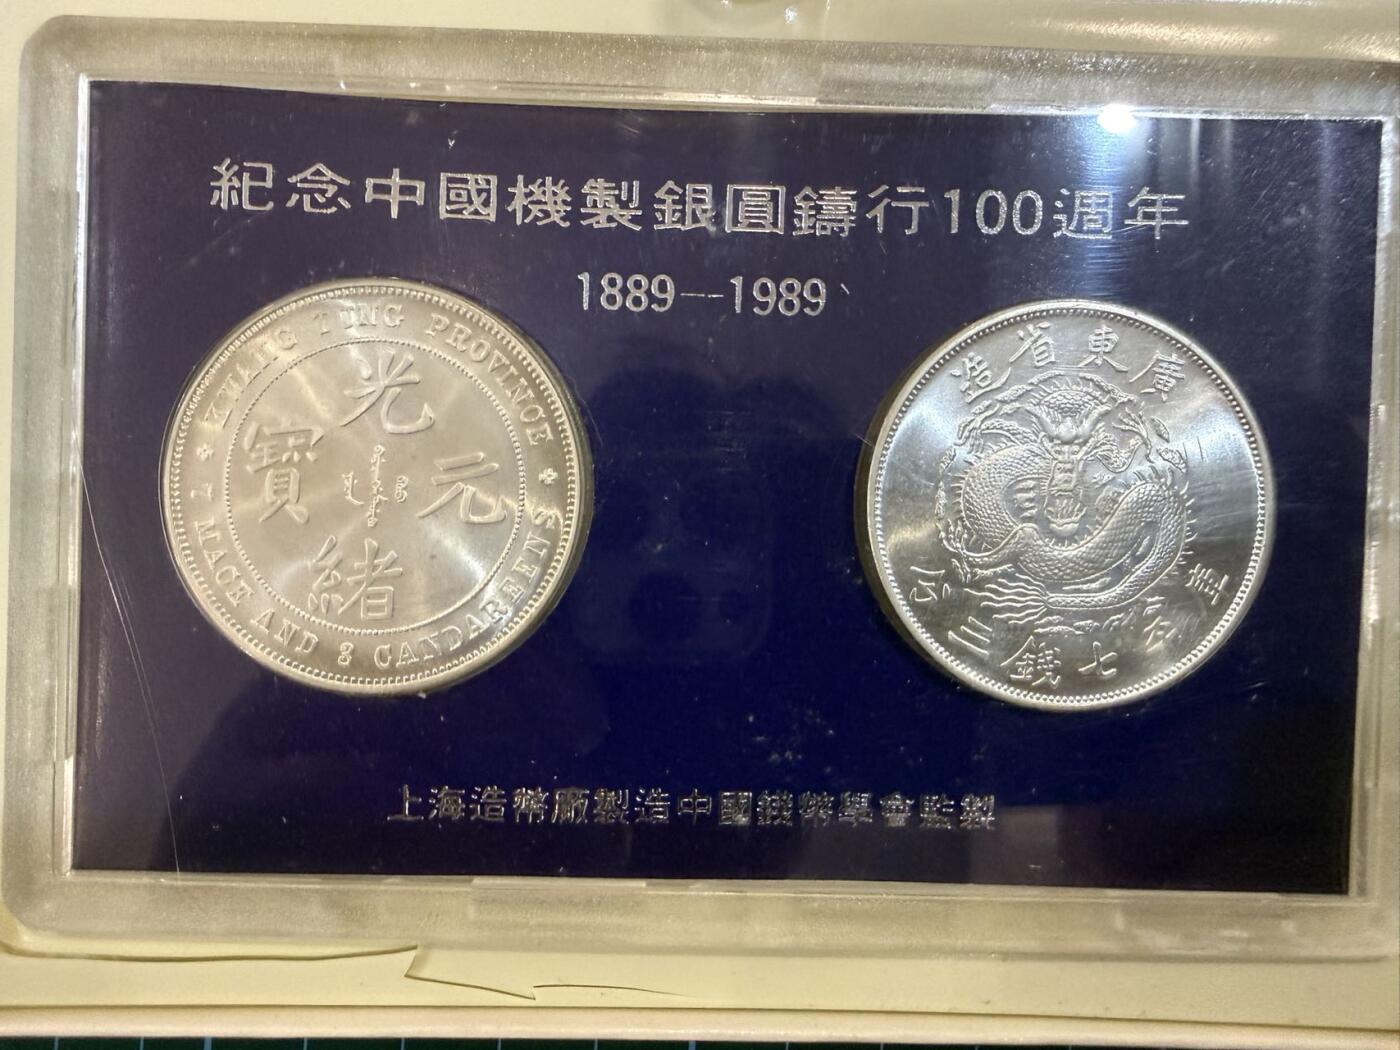 紀念中國機製銀圓鑄行100週年
1889—1989
KWANG TUNG PROVINCE
光緒元寶
7 MACE AND 3 CANDAREENS
廣東省造
庫平七錢三分
上海造幣廠製造中國錢幣學會監製